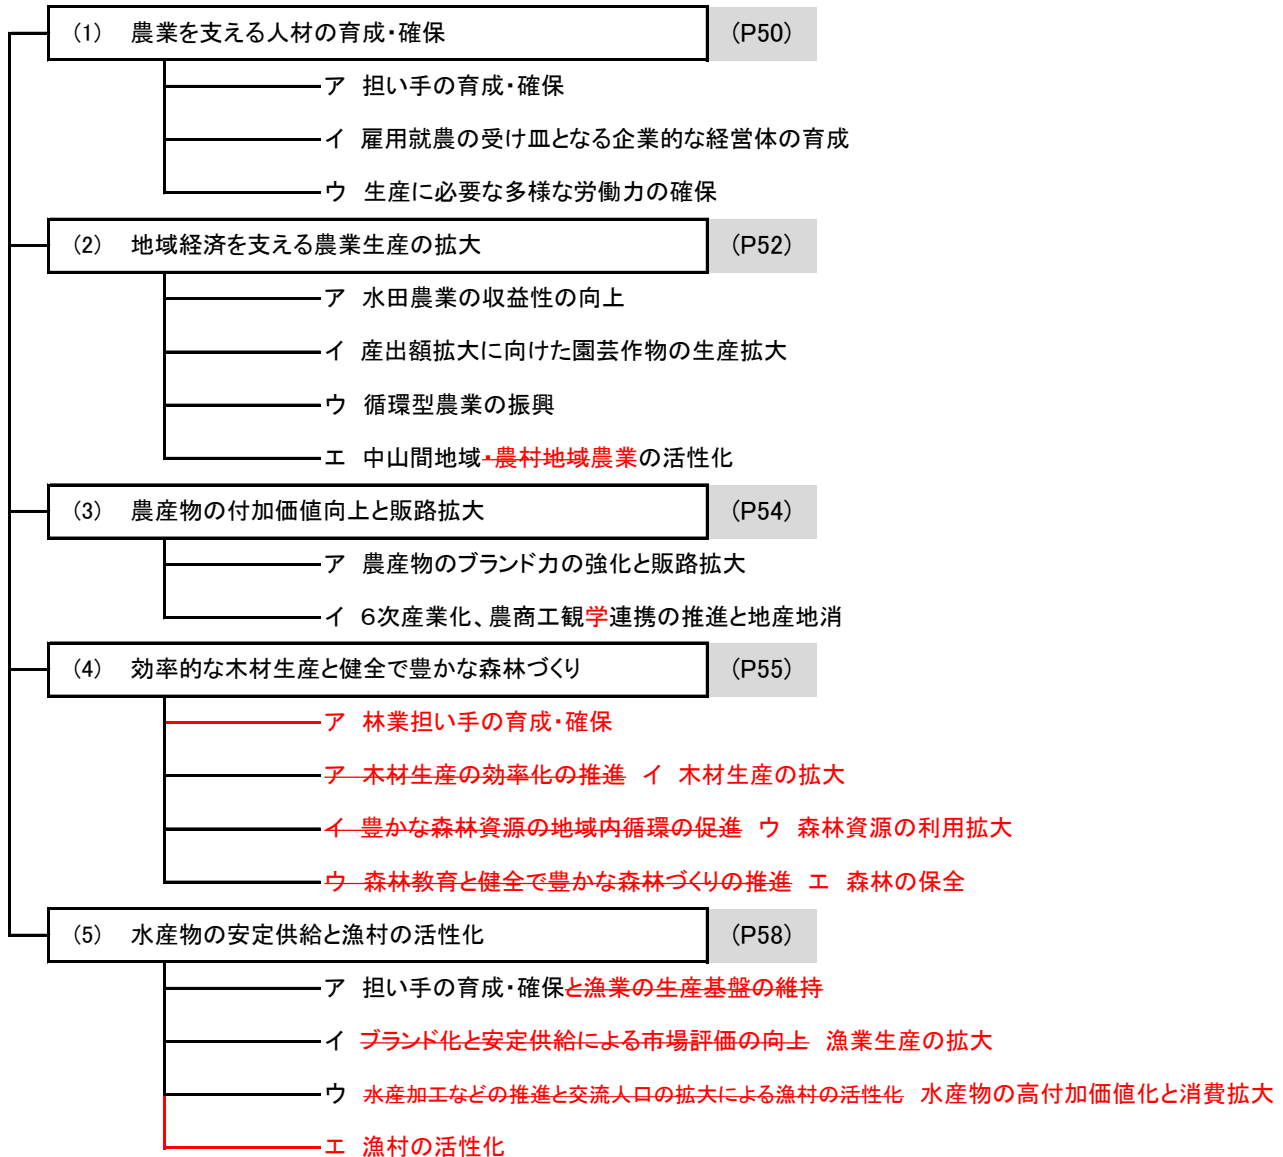 (1) 農業を支える人材の育成・確保 (P50)
ア 担い手の育成・確保
イ 雇用就農の受け皿となる企業的な経営体の育成
ウ 生産に必要な多様な労働力の確保
(2) 地域経済を支える農業生産の拡大 (P52)
ア 水田農業の収益性の向上
イ 産出額拡大に向けた園芸作物の生産拡大
ウ 循環型農業の振興
エ 中山間地域・農村地域農業の活性化
(3) 農産物の付加価値向上と販路拡大 (P54)
ア 農産物のブランド力の強化と販路拡大
イ 6次産業化、農商工観学連携の推進と地産地消
(4) 効率的な木材生産と健全で豊かな森林づくり (P55)
ア 林業担い手の育成・確保
ア 木材生産の効率化の推進 イ 木材生産の拡大
イ 豊かな森林資源の地域内循環の促進 ウ 森林資源の利用拡大
ウ 森林教育と健全で豊かな森林づくりの推進 エ 森林の保全
(5) 水産物の安定供給と漁村の活性化 (P58)
ア 担い手の育成・確保と漁業の生産基盤の維持
イ ブランド化と安定供給による市場評価の向上 漁業生産の拡大
ウ 水産加工などの推進と交流人口の拡大による漁村の活性化 水産物の高付加価値化と消費拡大
エ 漁村の活性化